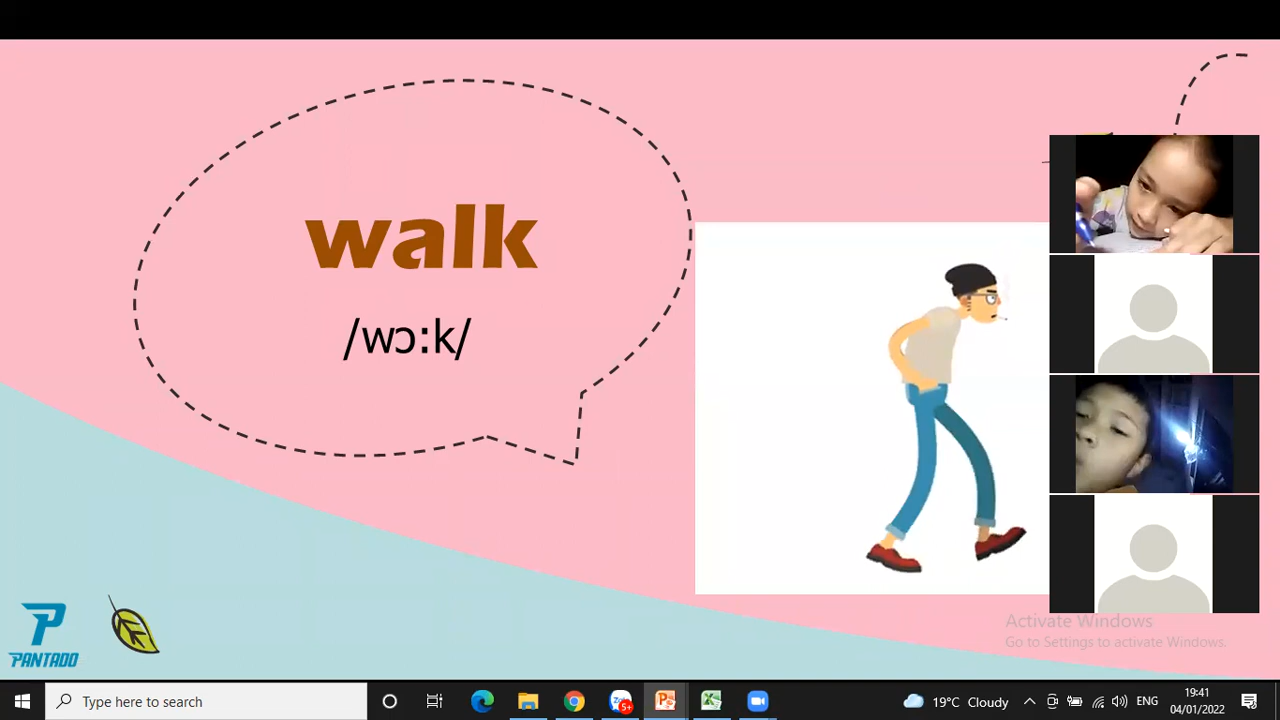 walk
/wɔ:k/
PANTADO
Activate Windows
Go to Settings to activate Windows.
Type here to search
5+
19°C Cloudy
ENG
19:41
04/01/2022